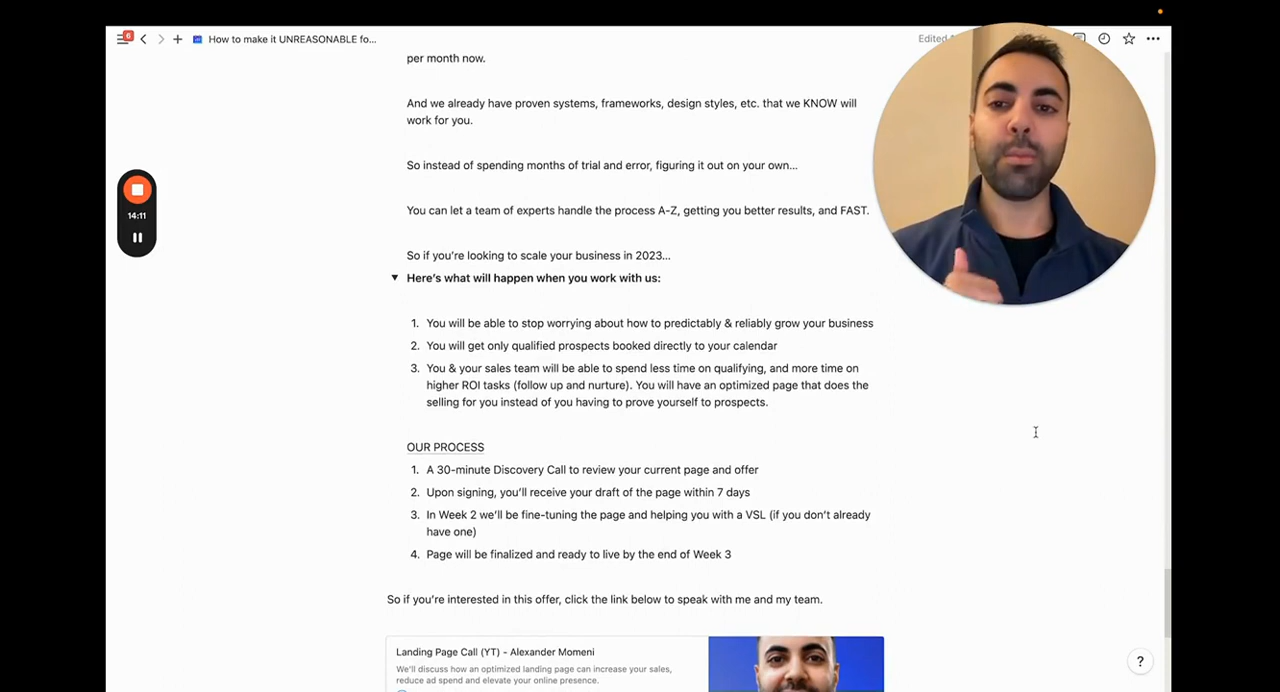 6
How to make it UNREASONABLE fo...
Edited
per month now.
And we already have proven systems, frameworks, design styles, etc. that we KNOW will
work for you.
So instead of spending months of trial and error, figuring it out on your own...
You can let a team of experts handle the process A-Z, getting you better results, and FAST.
14:11
So if you're looking to scale your business in 2023...
Here's what will happen when you work with us:
1. You will be able to stop worrying about how to predictably & reliably grow your business
2. You will get only qualified prospects booked directly to your calendar
3. You & your sales team will be able to spend less time on qualifying, and more time on
higher ROI tasks (follow up and nurture). You will have an optimized page that does the
selling for you instead of you having to prove yourself to prospects.
OUR PROCESS
1. A 30-minute Discovery Call to review your current page and offer
2. Upon signing, you'll receive your draft of the page within 7 days
3. In Week 2 we'll be fine-tuning the page and helping you with a VSL (if you don't already
have one)
4. Page will be finalized and ready to live by the end of Week 3
So if you're interested in this offer, click the link below to speak with me and my team.
Landing Page Call (YT) - Alexander Momeni
We'll discuss how an optimized landing page can increase your sales,
reduce ad spend and elevate your online presence.
?